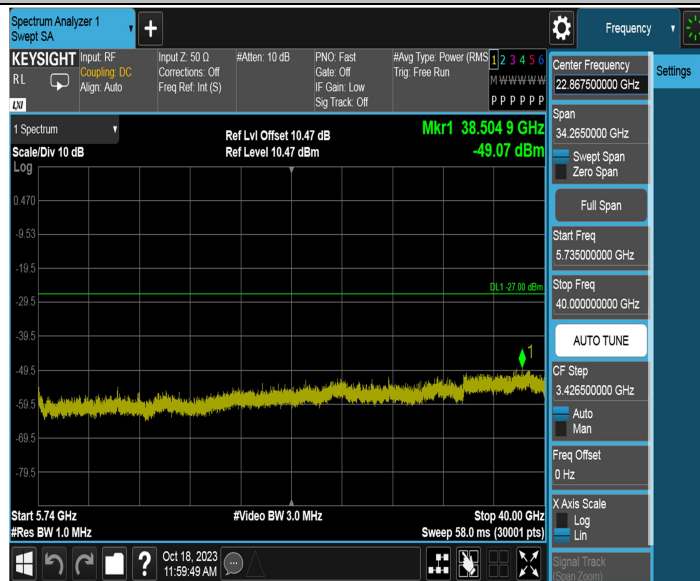 Spectrum Analyzer 1
Swept SA
+
Frequency
KEYSIGHT
RL
LXI
Input: RF
Coupling: DC
Align: Auto
Input Z: 50 Ω
Corrections: Off
Freq Ref: Int (S)
#Atten: 10 dB
PNO: Fast
Gate: Off
IF Gain: Low
Sig Track: Off
#Avg Type: Power (RMS
Trig: Free Run
1 2 3 4 5 6
M W W W W W
P P P P P P
1 Spectrum
Scale/Div 10 dB
Log
Ref Lvl Offset 10.47 dB
Ref Level 10.47 dBm
Mkr1 38.504 9 GHz
-49.07 dBm
0.470
-9.53
-19.5
-29.5
-39.5
-49.5
-59.5
-69.5
-79.5
DL1 -27.00 dBm
1
Start 5.74 GHz
#Res BW 1.0 MHz
#Video BW 3.0 MHz
Stop 40.00 GHz
Sweep 58.0 ms (30001 pts)
Center Frequency
22.867500000 GHz
Settings
Span
34.2650000 GHz
Swept Span
Zero Span
Full Span
Start Freq
5.735000000 GHz
Stop Freq
40.000000000 GHz
AUTO TUNE
CF Step
3.426500000 GHz
Auto
Man
Freq Offset
0 Hz
X Axis Scale
Log
Lin
Signal Track
(Span Zoom)
?
Oct 18, 2023
11:59:49 AM